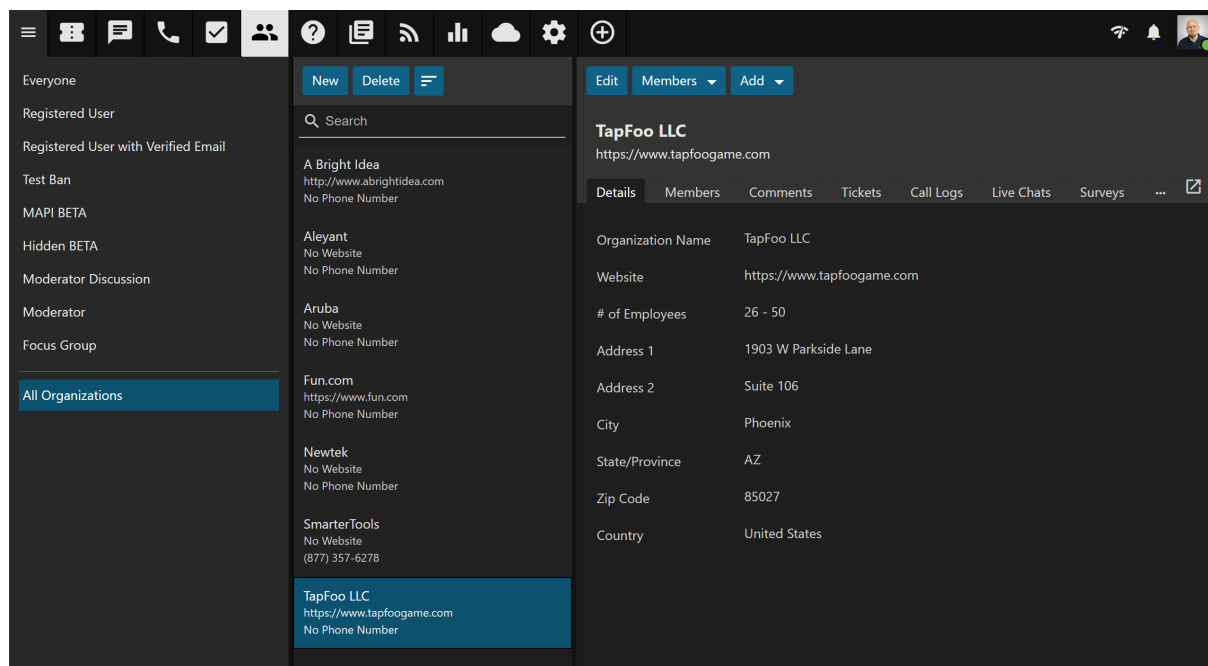 Everyone
Registered User
Registered User with Verified Email
Test Ban
MAPI BETA
Hidden BETA
Moderator Discussion
Moderator
Focus Group
All Organizations
New Delete
Search
A Bright Idea
http://www.abrightidea.com
No Phone Number
Aleyant
No Website
No Phone Number
Aruba
No Website
No Phone Number
Fun.com
https://www.fun.com
No Phone Number
Newtek
No Website
No Phone Number
SmarterTools
No Website
(877) 357-6278
TapFoo LLC
https://www.tapfoogame.com
No Phone Number
Edit Members Add
TapFoo LLC
https://www.tapfoogame.com
Details Members Comments Tickets Call Logs Live Chats Surveys ...
Organization Name TapFoo LLC
Website https://www.tapfoogame.com
# of Employees 26 - 50
Address 1 1903 W Parkside Lane
Address 2 Suite 106
City Phoenix
State/Province AZ
Zip Code 85027
Country United States